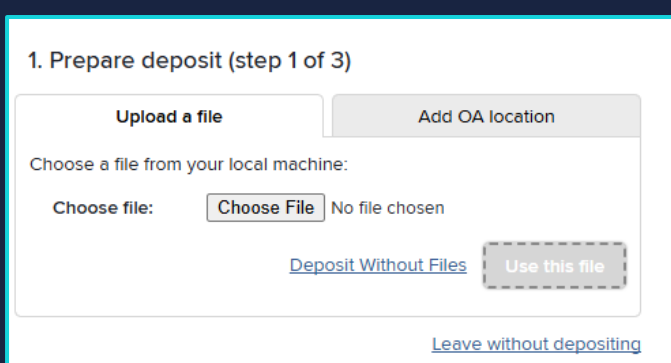 1. Prepare deposit (step 1 of 3)
Upload a file Add OA location
Choose a file from your local machine:
Choose file: Choose File No file chosen
Deposit Without Files Use this file
Leave without depositing